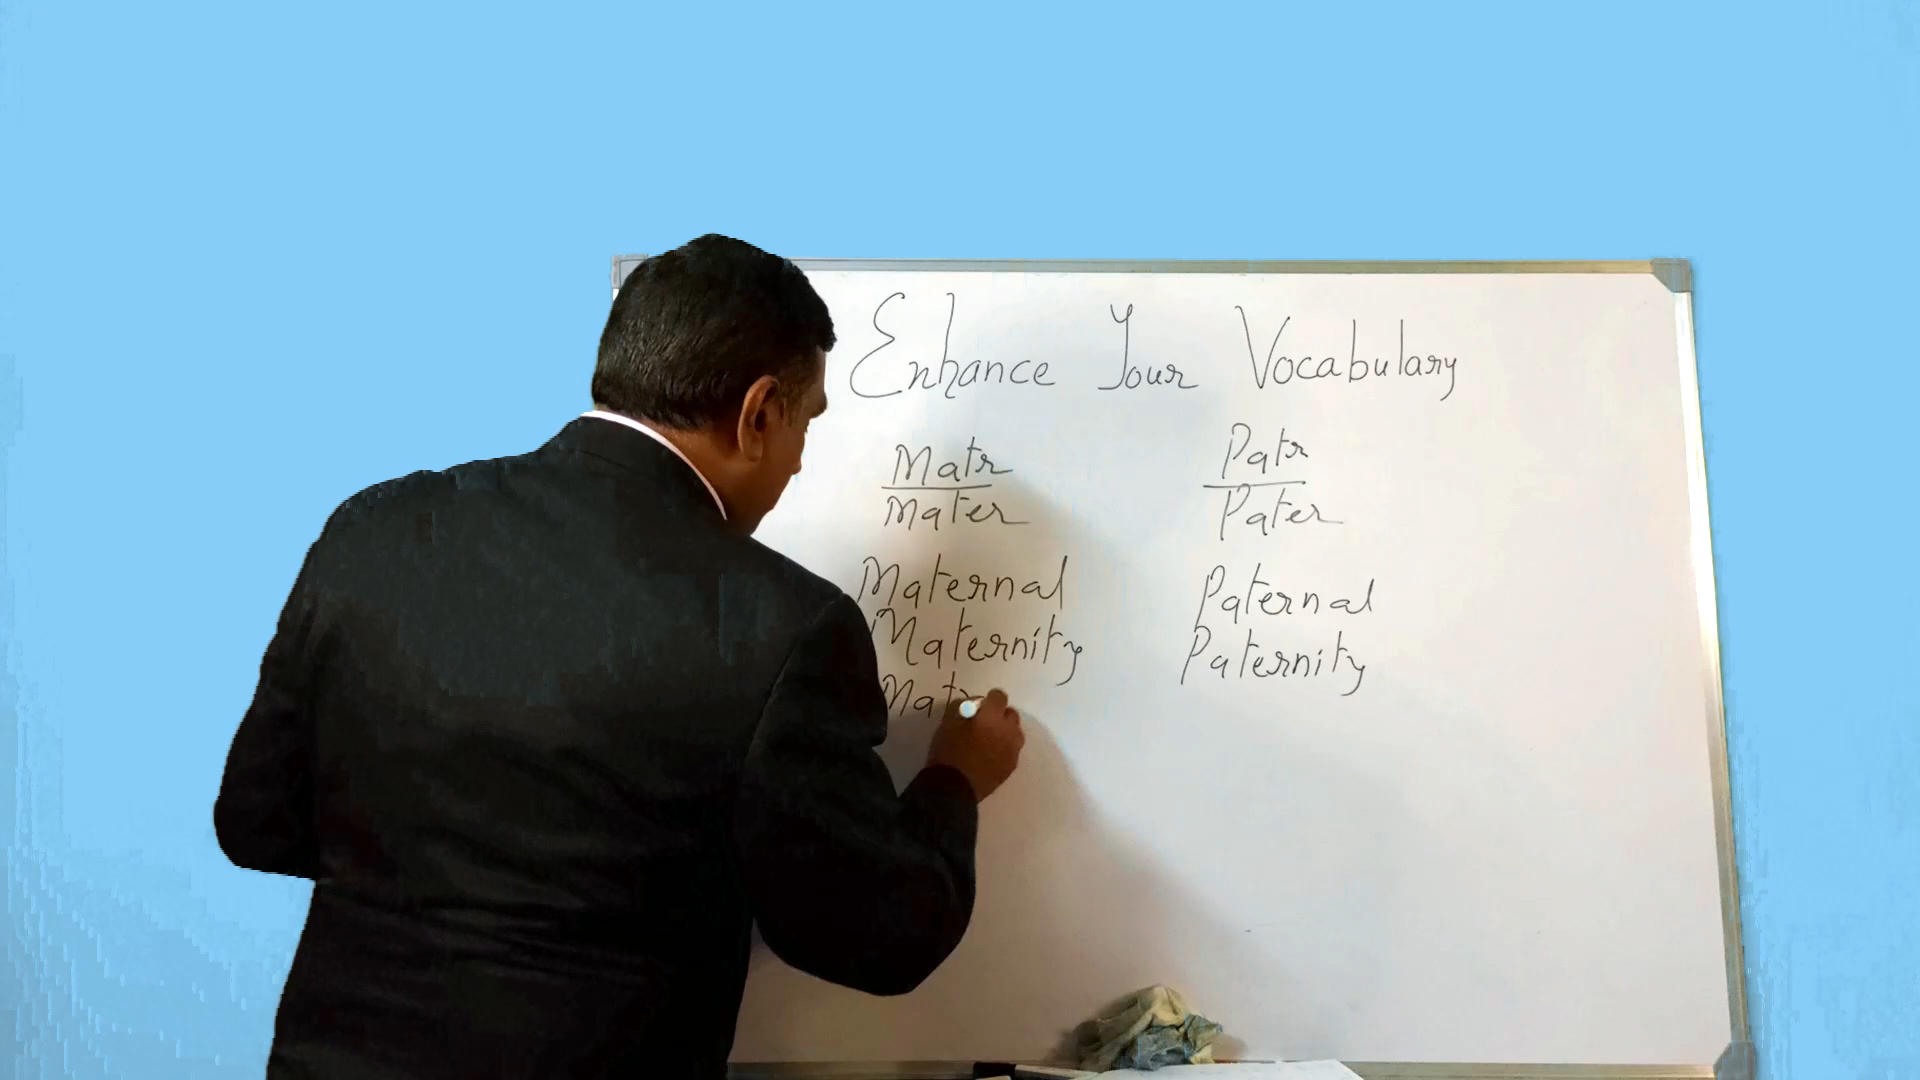 Enhance Your Vocabulary
Matr
Mater
Maternal
Maternity
Matr
Patr
Pater
Paternal
Paternity